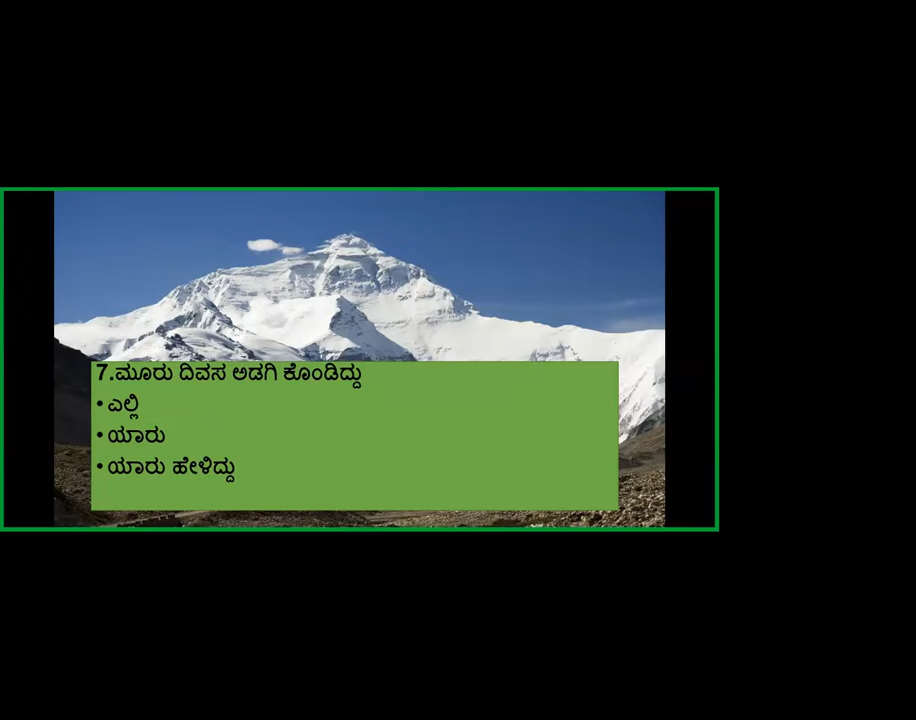 7.ಮೂರು ದಿವಸ ಅಡಗಿ ಕೊಂಡಿದ್ದು
•ಎಲ್ಲಿ
•ಯಾರು
•ಯಾರು ಹೇಳಿದ್ದು